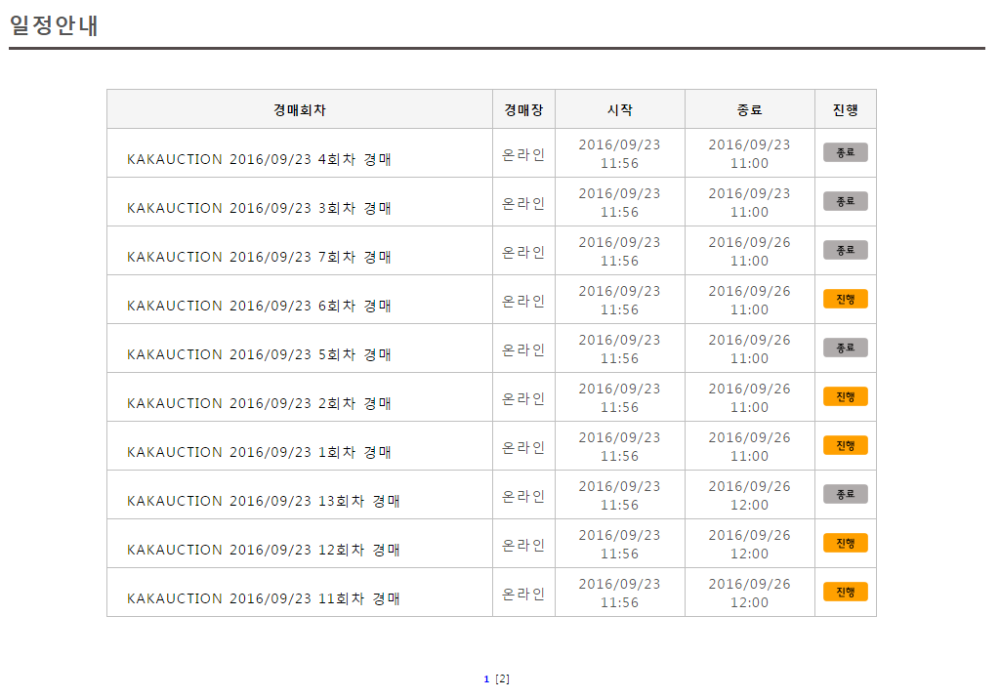 일정안내
경매회차 경매장 시작 종료 진행
KAKAUCTION 2016/09/23 4회차 경매 온라인 2016/09/23 11:56 2016/09/23 11:00 종료
KAKAUCTION 2016/09/23 3회차 경매 온라인 2016/09/23 11:56 2016/09/23 11:00 종료
KAKAUCTION 2016/09/23 7회차 경매 온라인 2016/09/23 11:56 2016/09/26 11:00 종료
KAKAUCTION 2016/09/23 6회차 경매 온라인 2016/09/23 11:56 2016/09/26 11:00 진행
KAKAUCTION 2016/09/23 5회차 경매 온라인 2016/09/23 11:56 2016/09/26 11:00 종료
KAKAUCTION 2016/09/23 2회차 경매 온라인 2016/09/23 11:56 2016/09/26 11:00 진행
KAKAUCTION 2016/09/23 1회차 경매 온라인 2016/09/23 11:56 2016/09/26 11:00 진행
KAKAUCTION 2016/09/23 13회차 경매 온라인 2016/09/23 11:56 2016/09/26 12:00 종료
KAKAUCTION 2016/09/23 12회차 경매 온라인 2016/09/23 11:56 2016/09/26 12:00 진행
KAKAUCTION 2016/09/23 11회차 경매 온라인 2016/09/23 11:56 2016/09/26 12:00 진행
1 [2]